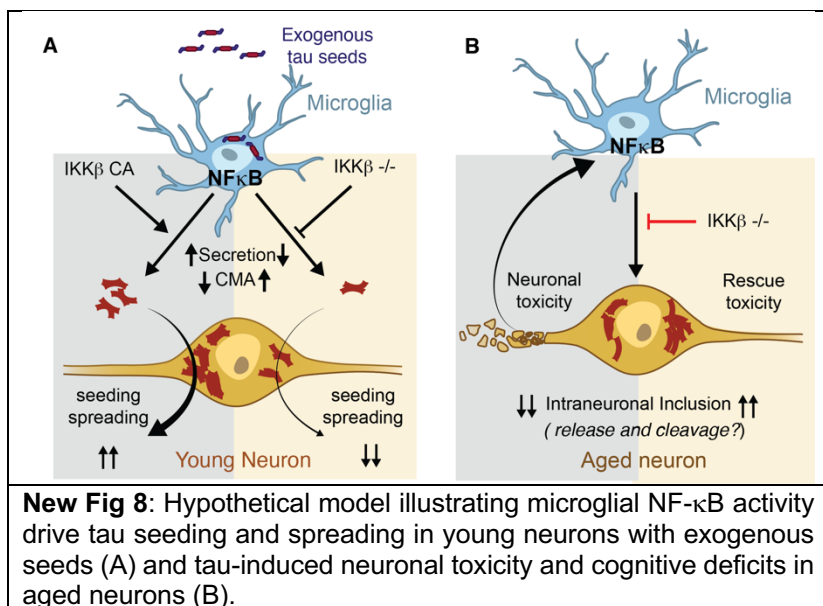 A
Exogenous
tau seeds
Microglia
IKKβ CA
NFκB
IKKβ -/-
↑Secretion↓
↓ CMA ↑
seeding
spreading
↑↑
Young Neuron
seeding
spreading
↓↓
B
Microglia
NFκB
IKKβ -/-
Neuronal
toxicity
Rescue
toxicity
↓↓ Intraneuronal Inclusion ↑↑
( release and cleavage?)
Aged neuron
New Fig 8: Hypothetical model illustrating microglial NF-κB activity
drive tau seeding and spreading in young neurons with exogenous
seeds (A) and tau-induced neuronal toxicity and cognitive deficits in
aged neurons (B).